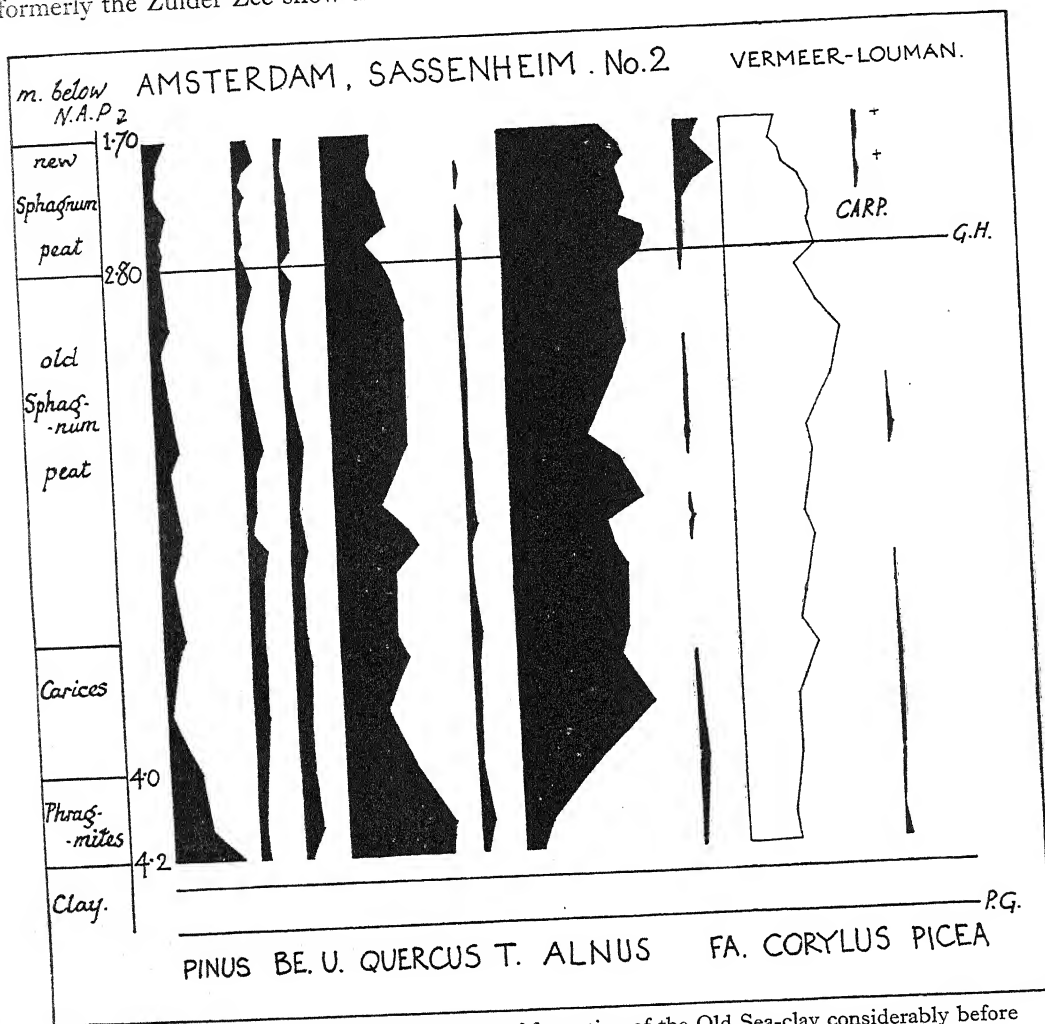 formerly the Zuider Zee show
AMSTERDAM, SASSENHEIM. No.2
VERMEER-LOUMAN.
m. below
N.A.P
1·70
new
Sphagnum
peat
2·80
old
Sphag-
-num
peat
Carices
4·0
Phrag-
-mites
4·2
Clay.
+
+
CARP.
G.H.
P.G.
PINUS BE. U. QUERCUS T. ALNUS FA. CORYLUS PICEA
of the Old Sea-clay considerably before